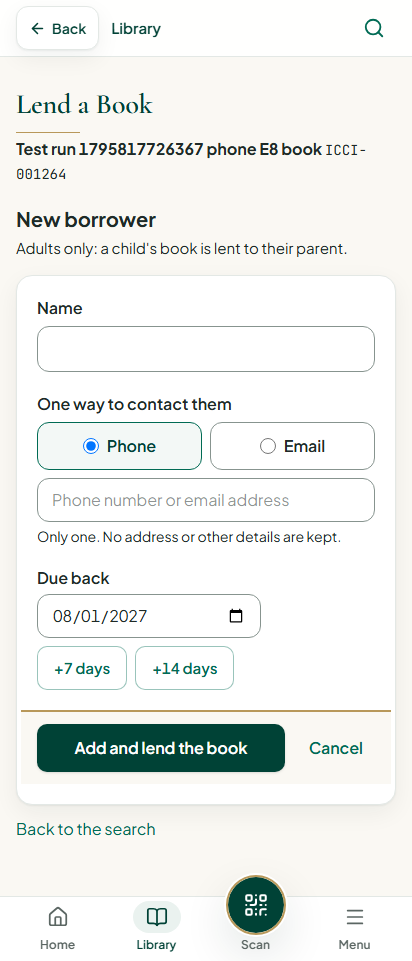 Back
Library
Lend a Book
Test run 1795817726367 phone E8 book ICCI-
001264
New borrower
Adults only: a child's book is lent to their parent.
Name
One way to contact them
Phone
Email
Phone number or email address
Only one. No address or other details are kept.
Due back
08/01/2027
+7 days
+14 days
Add and lend the book
Cancel
Back to the search
Home
Library
Scan
Menu